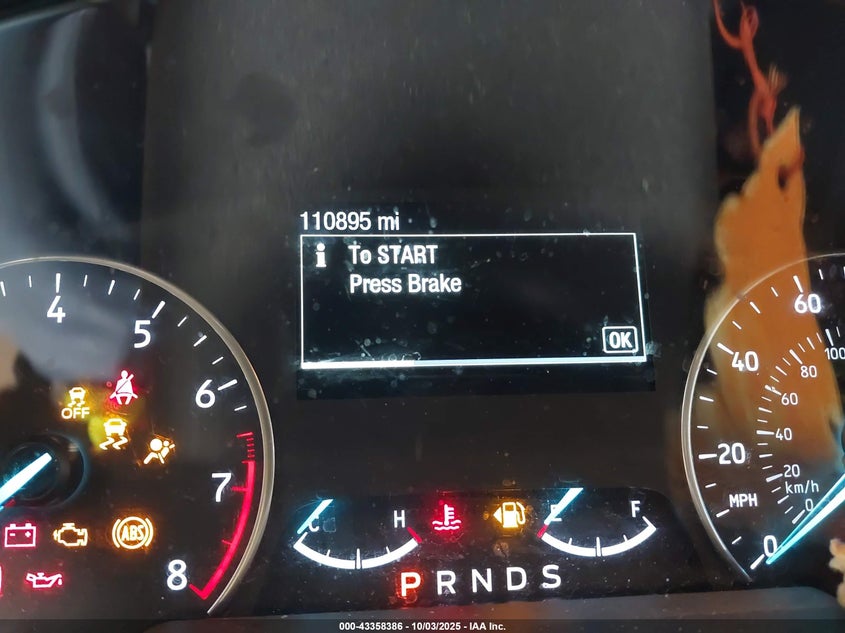 110895 mi
i To START
Press Brake
OK
4
5
6
7
8
OFF
ABS
C
H
E
F
P R N D S
0
20
40
60
MPH
0
20
40
60
80
100
km/h
000-43358386 - 10/03/2025 - IAA Inc.